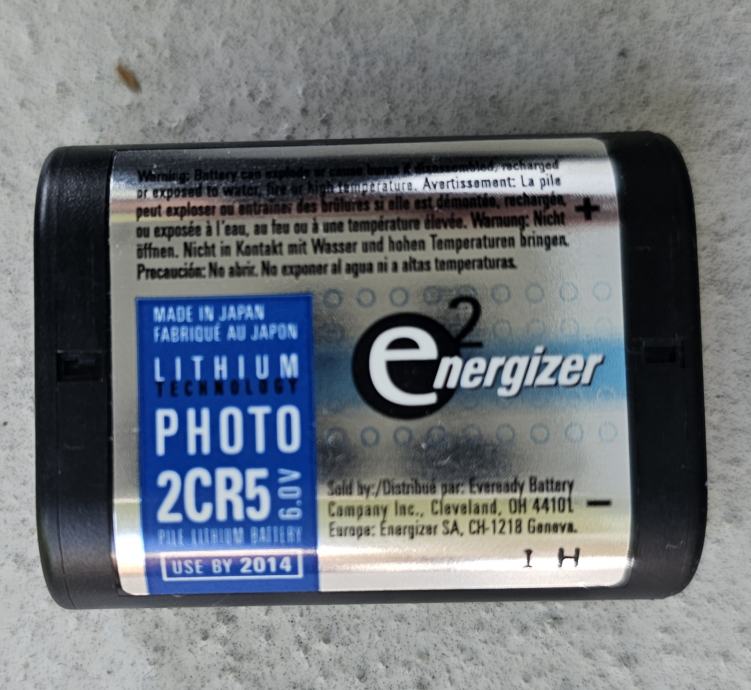 Warning: Battery can explode or cause burns if disassembled, recharged
or exposed to water, fire or high temperature. Avertissement: La pile
peut exploser ou entraîner des brûlures si elle est démontée, rechargée,
ou exposée à l'eau, au feu ou à une température élevée. Warnung: Nicht
öffnen. Nicht in Kontakt mit Wasser und hohen Temperaturen bringen.
Precaución: No abrir. No exponer al agua ni a altas temperaturas.
+
MADE IN JAPAN
FABRIQUÉ AU JAPON
LITHIUM
TECHNOLOGY
PHOTO
2CR5 6.0V
PILE LITHIUM BATTERY
USE BY 2014
e2
energizer
Sold by:/Distribué par: Eveready Battery
Company Inc., Cleveland, OH 44101
Europe: Energizer SA, CH-1218 Geneva.
−
I H